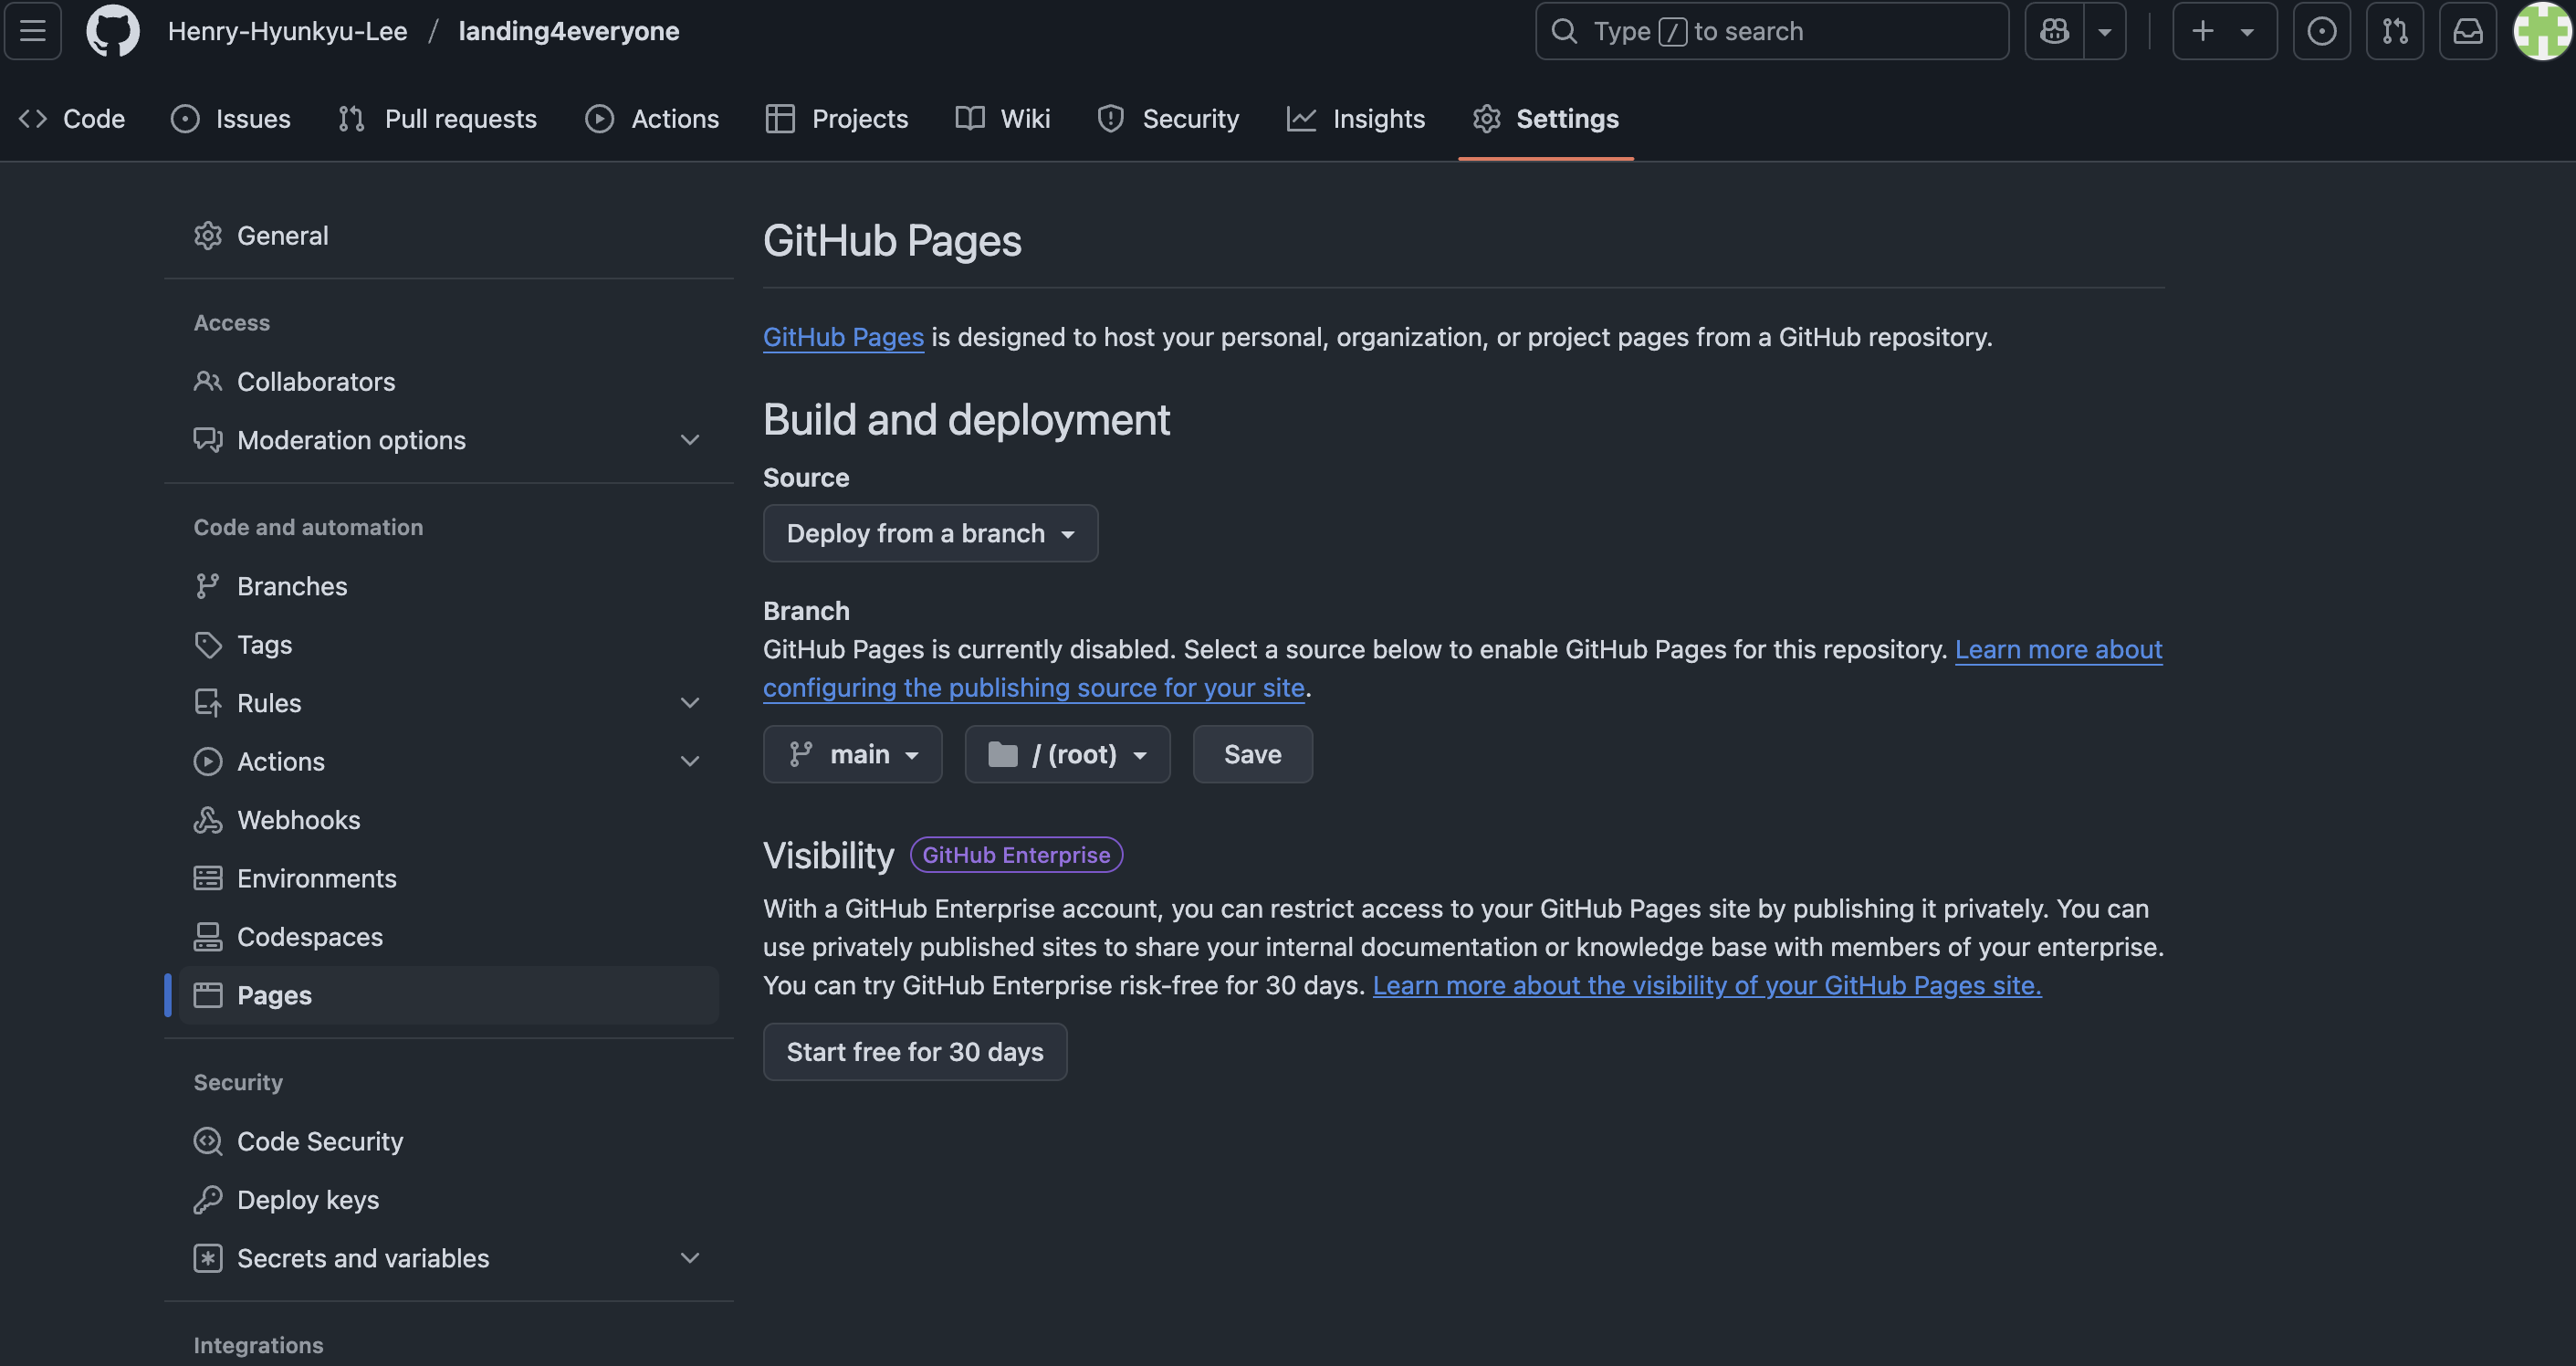 Henry-Hyunkyu-Lee / landing4everyone
Type / to search
Code
Issues
Pull requests
Actions
Projects
Wiki
Security
Insights
Settings
General
Access
Collaborators
Moderation options
Code and automation
Branches
Tags
Rules
Actions
Webhooks
Environments
Codespaces
Pages
Security
Code Security
Deploy keys
Secrets and variables
Integrations
GitHub Pages
GitHub Pages is designed to host your personal, organization, or project pages from a GitHub repository.
Build and deployment
Source
Deploy from a branch
Branch
GitHub Pages is currently disabled. Select a source below to enable GitHub Pages for this repository. Learn more about
configuring the publishing source for your site.
main
/ (root)
Save
Visibility GitHub Enterprise
With a GitHub Enterprise account, you can restrict access to your GitHub Pages site by publishing it privately. You can
use privately published sites to share your internal documentation or knowledge base with members of your enterprise.
You can try GitHub Enterprise risk-free for 30 days. Learn more about the visibility of your GitHub Pages site.
Start free for 30 days